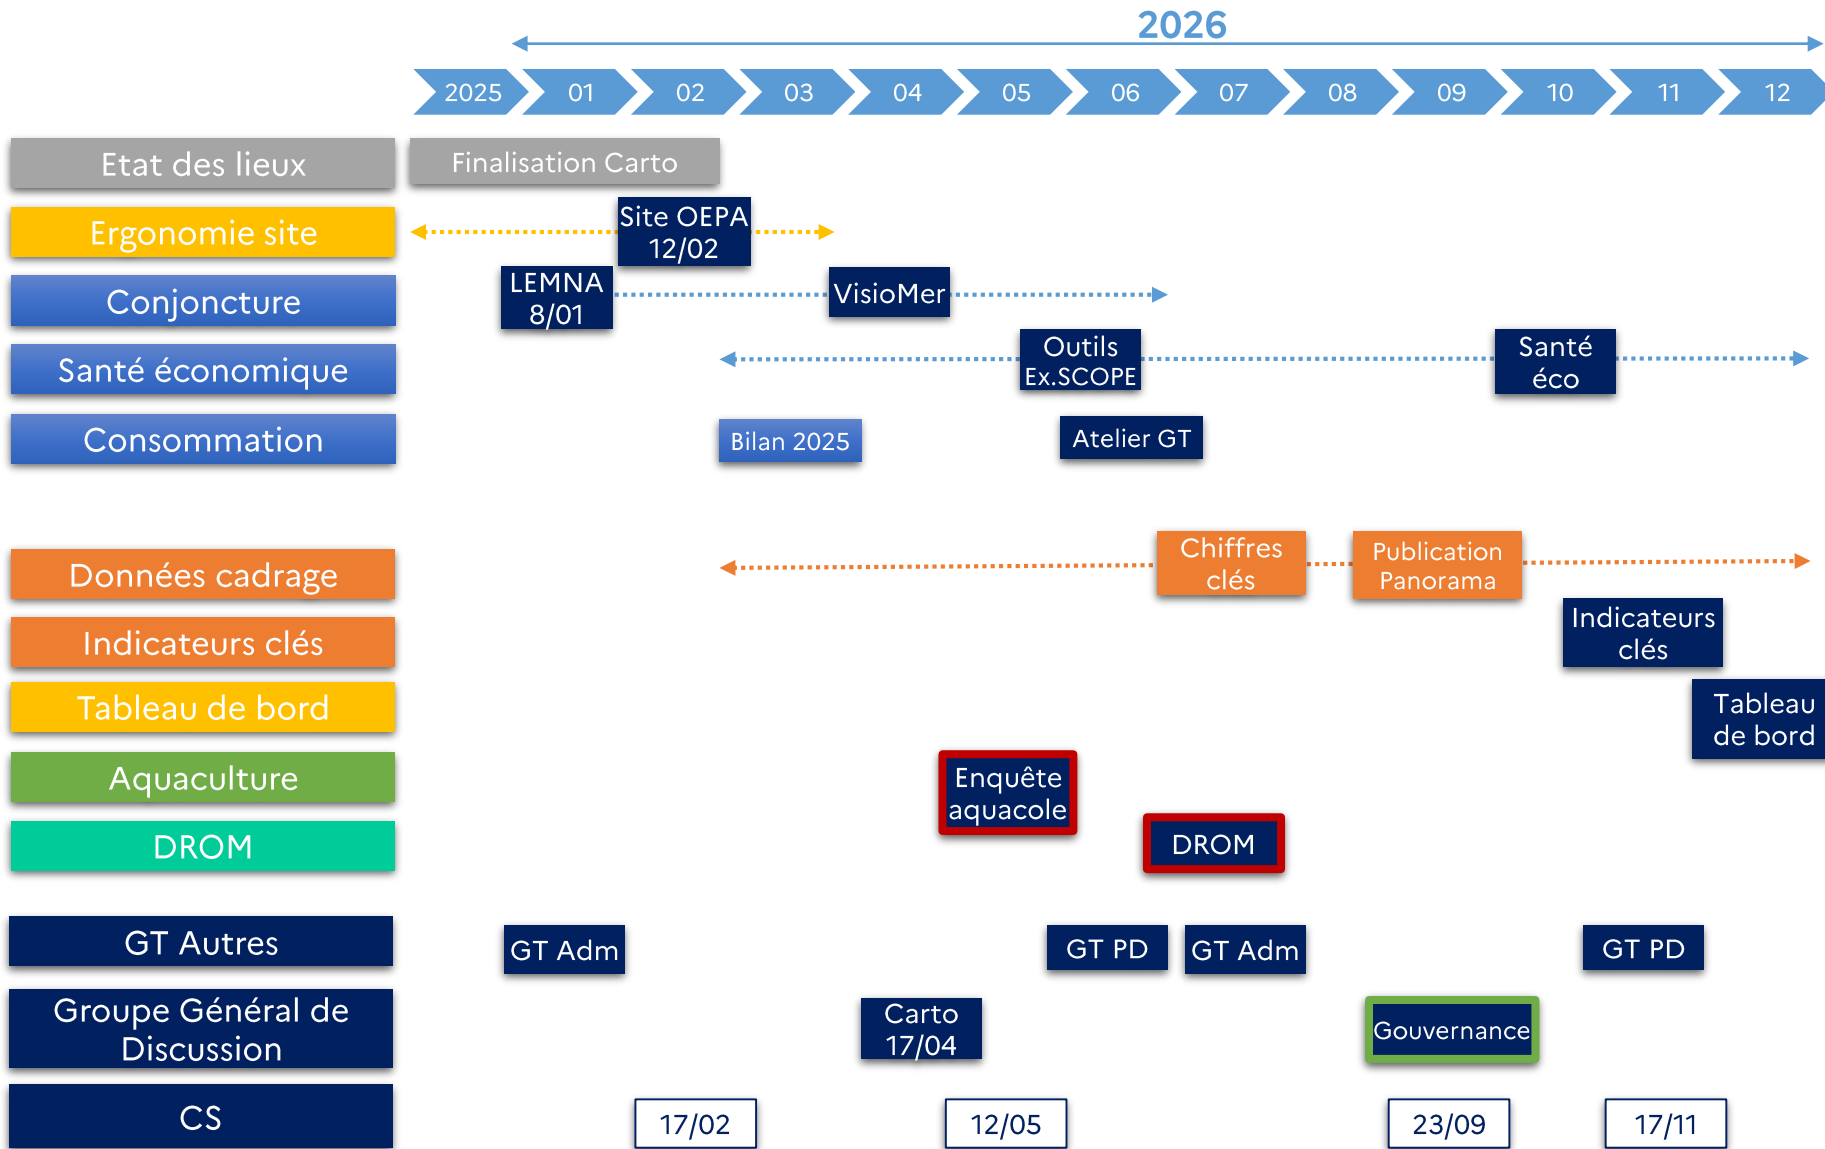 2026
2025 01 02 03 04 05 06 07 08 09 10 11 12
Etat des lieux
Finalisation Carto
Ergonomie site
Site OEPA
12/02
Conjoncture
LEMNA
8/01
VisioMer
Santé économique
Outils
Ex.SCOPE
Santé
éco
Consommation
Bilan 2025
Atelier GT
Données cadrage
Chiffres
clés
Publication
Panorama
Indicateurs clés
Indicateurs
clés
Tableau de bord
Tableau
de bord
Aquaculture
Enquête
aquacole
DROM
DROM
GT Autres
GT Adm
GT PD
GT Adm
GT PD
Groupe Général de
Discussion
Carto
17/04
Gouvernance
CS
17/02
12/05
23/09
17/11